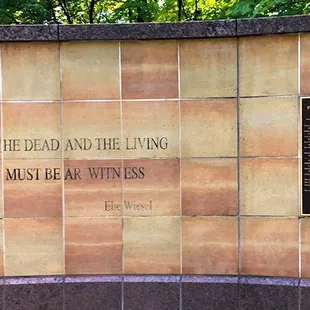 HE DEAD AND THE LIVING
MUST BEAR WITNESS
Elie Wiesel